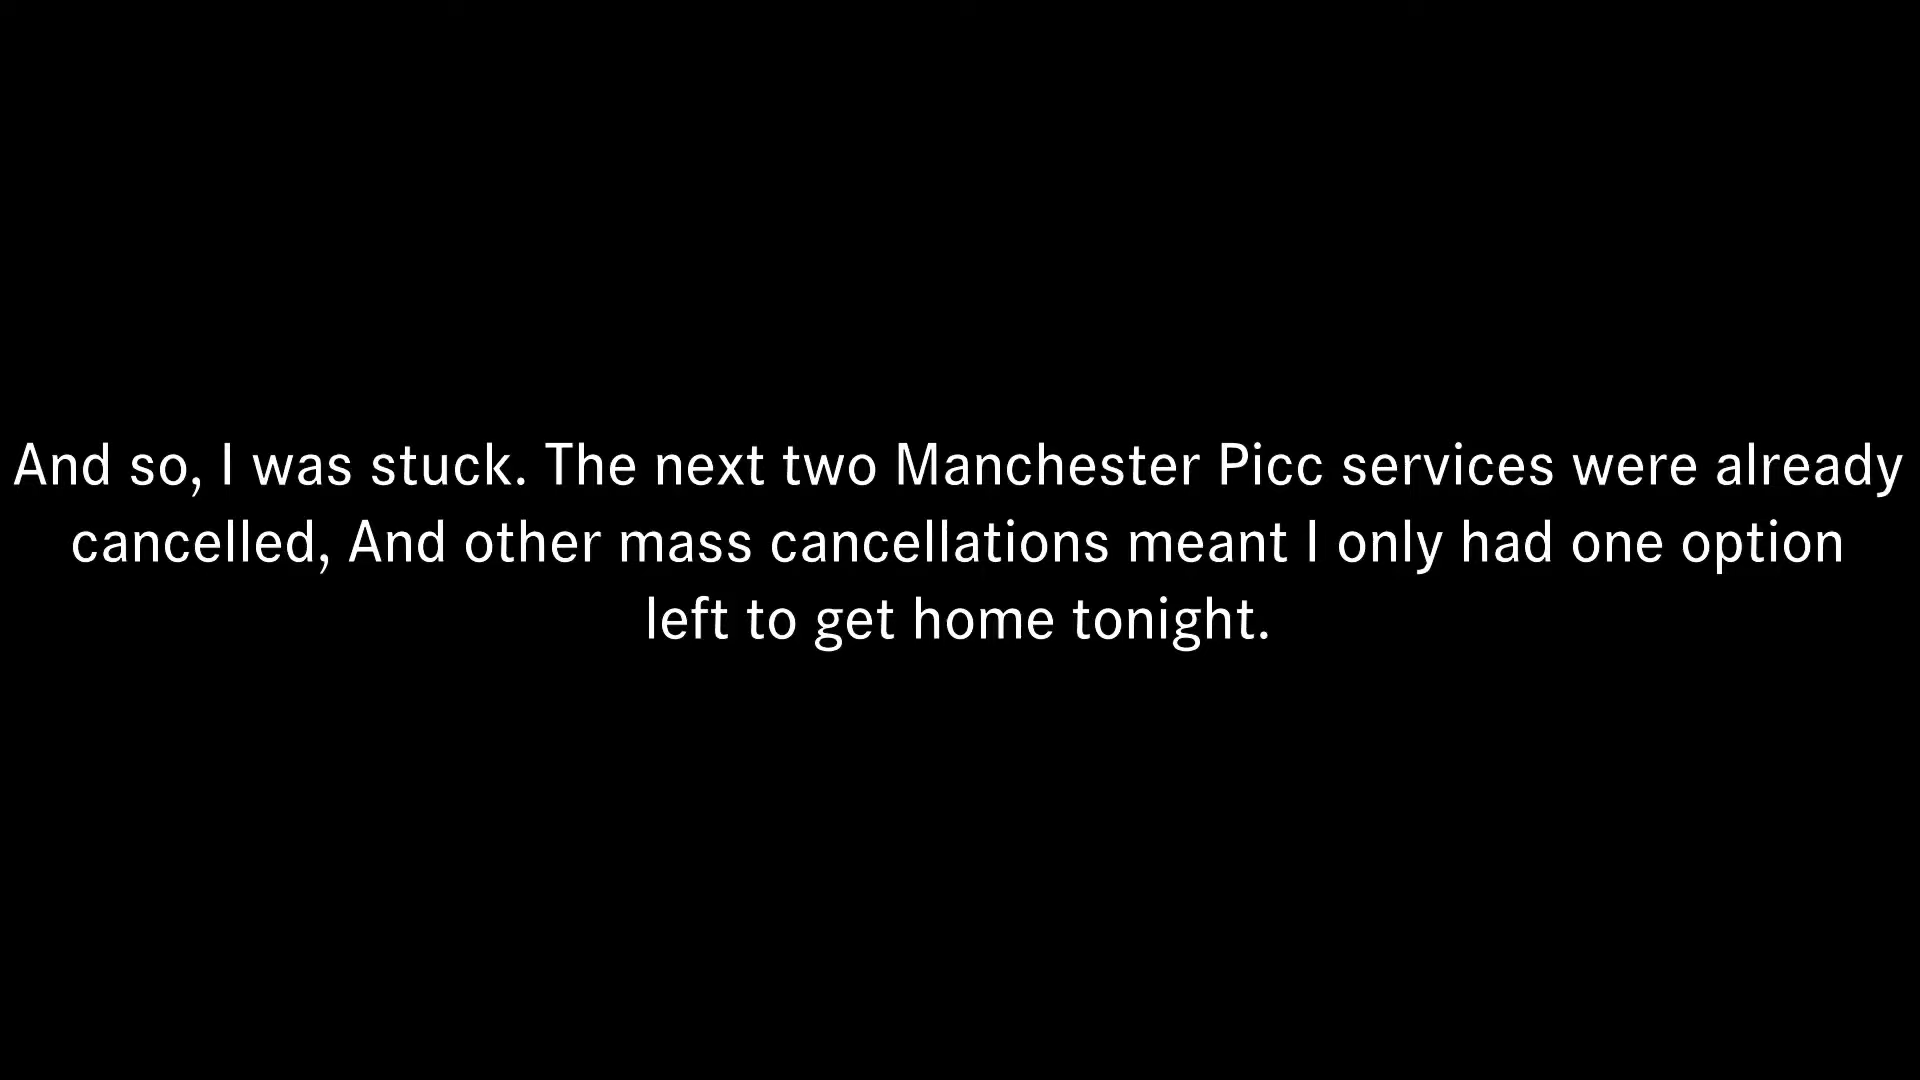 And so, I was stuck. The next two Manchester Picc services were already
cancelled, And other mass cancellations meant I only had one option
left to get home tonight.